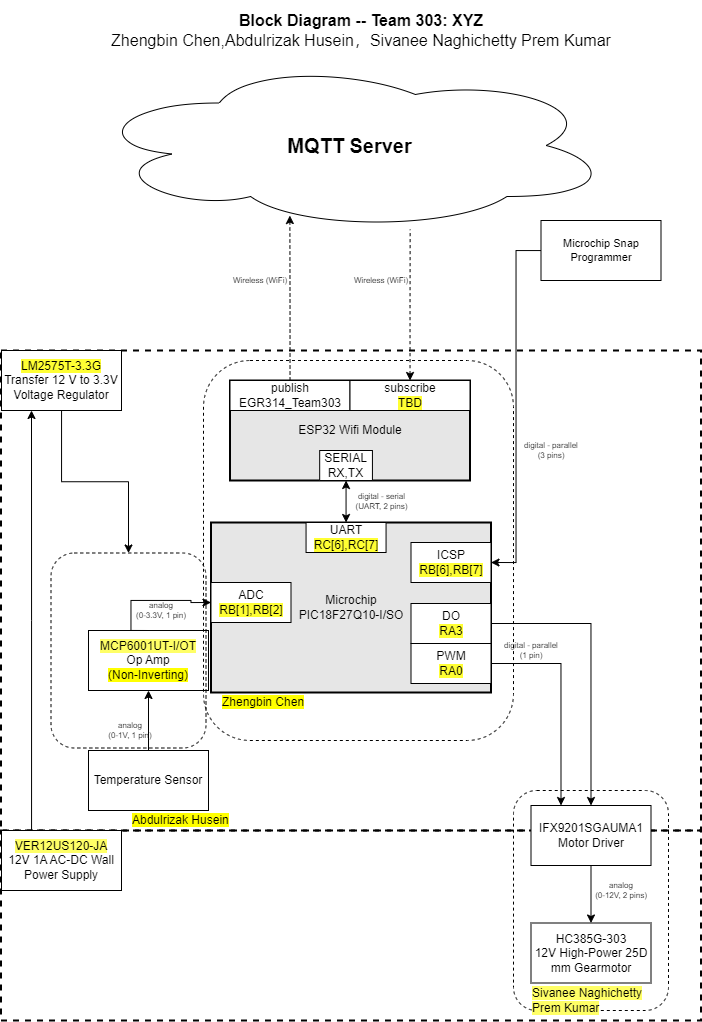 Block Diagram -- Team 303: XYZ
Zhengbin Chen,Abdulrizak Husein，Sivanee Naghichetty Prem Kumar
MQTT Server
Microchip Snap
Programmer
Wireless (WiFi)
Wireless (WiFi)
LM2575T-3.3G
Transfer 12 V to 3.3V
Voltage Regulator
publish
EGR314_Team303
subscribe
TBD
ESP32 Wifi Module
SERIAL
RX,TX
digital - parallel
(3 pins)
digital - serial
(UART, 2 pins)
UART
RC[6],RC[7]
ICSP
RB[6],RB[7]
ADC
RB[1],RB[2]
Microchip
PIC18F27Q10-I/SO
analog
(0-3.3V, 1 pin)
DO
RA3
PWM
RA0
digital -parallel
(1 pin)
MCP6001UT-I/OT
Op Amp
(Non-Inverting)
Zhengbin Chen
analog
(0-1V, 1 pin)
Temperature Sensor
Abdulrizak Husein
IFX9201SGAUMA1
Motor Driver
VER12US120-JA
12V 1A AC-DC Wall
Power Supply
analog
(0-12V, 2 pins)
HC385G-303
12V High-Power 25D
mm Gearmotor
Sivanee Naghichetty
Prem Kumar